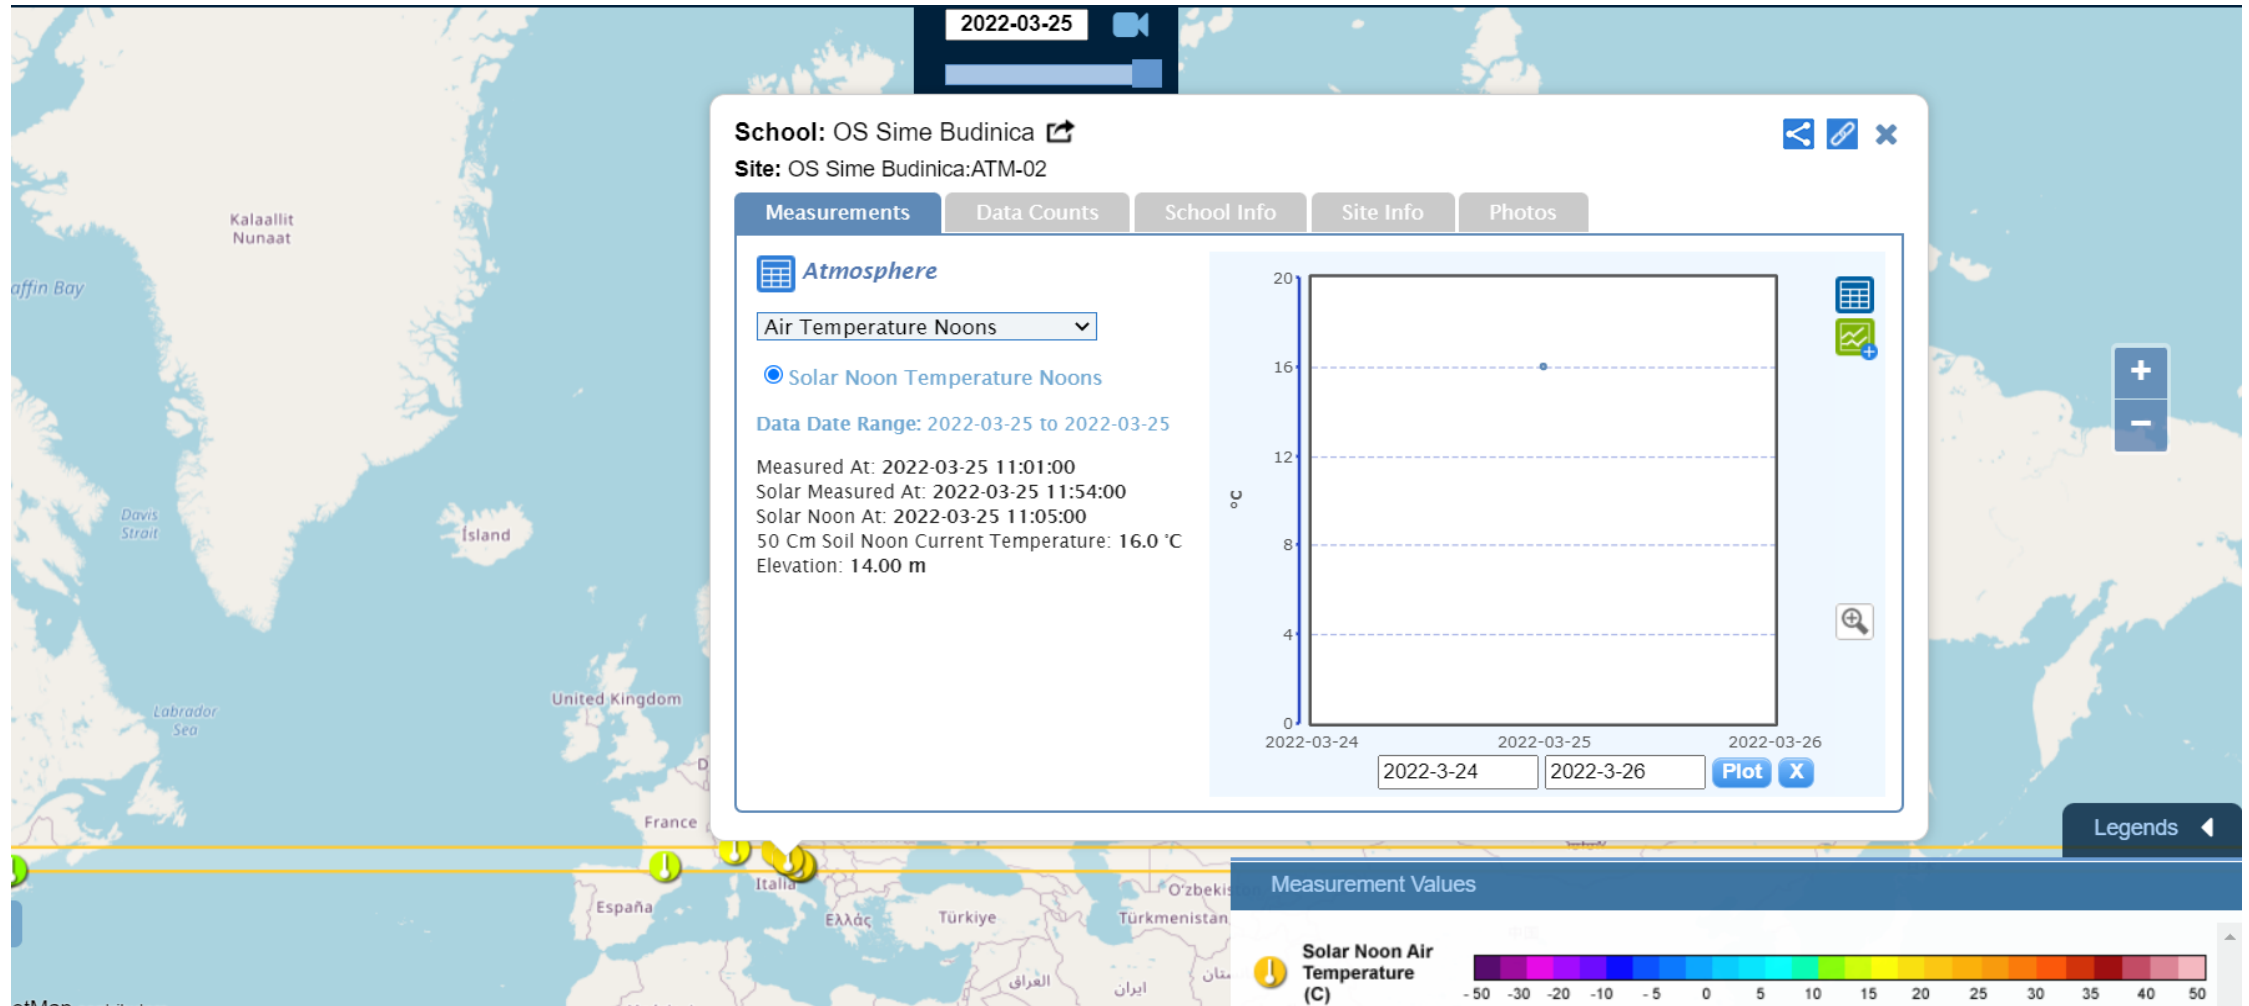 2022-03-25
School: OS Sime Budinica
Site: OS Sime Budinica:ATM-02
Measurements
Data Counts
School Info
Site Info
Photos
Atmosphere
Air Temperature Noons
Solar Noon Temperature Noons
Data Date Range: 2022-03-25 to 2022-03-25
Measured At: 2022-03-25 11:01:00
Solar Measured At: 2022-03-25 11:54:00
Solar Noon At: 2022-03-25 11:05:00
50 Cm Soil Noon Current Temperature: 16.0 °C
Elevation: 14.00 m
20
16
12
8
4
0
°C
2022-03-24
2022-03-25
2022-03-26
2022-3-24
2022-3-26
Plot
X
+
−
Kalaallit
Nunaat
affin Bay
Davis
Strait
Ísland
Labrador
Sea
United Kingdom
France
Italia
España
Ελλάς
Türkiye
O'zbekis
Türkmenistan
العراق
ایران
Legends
Measurement Values
Solar Noon Air
Temperature
(C)
-50 -30 -20 -10 -5 0 5 10 15 20 25 30 35 40 50